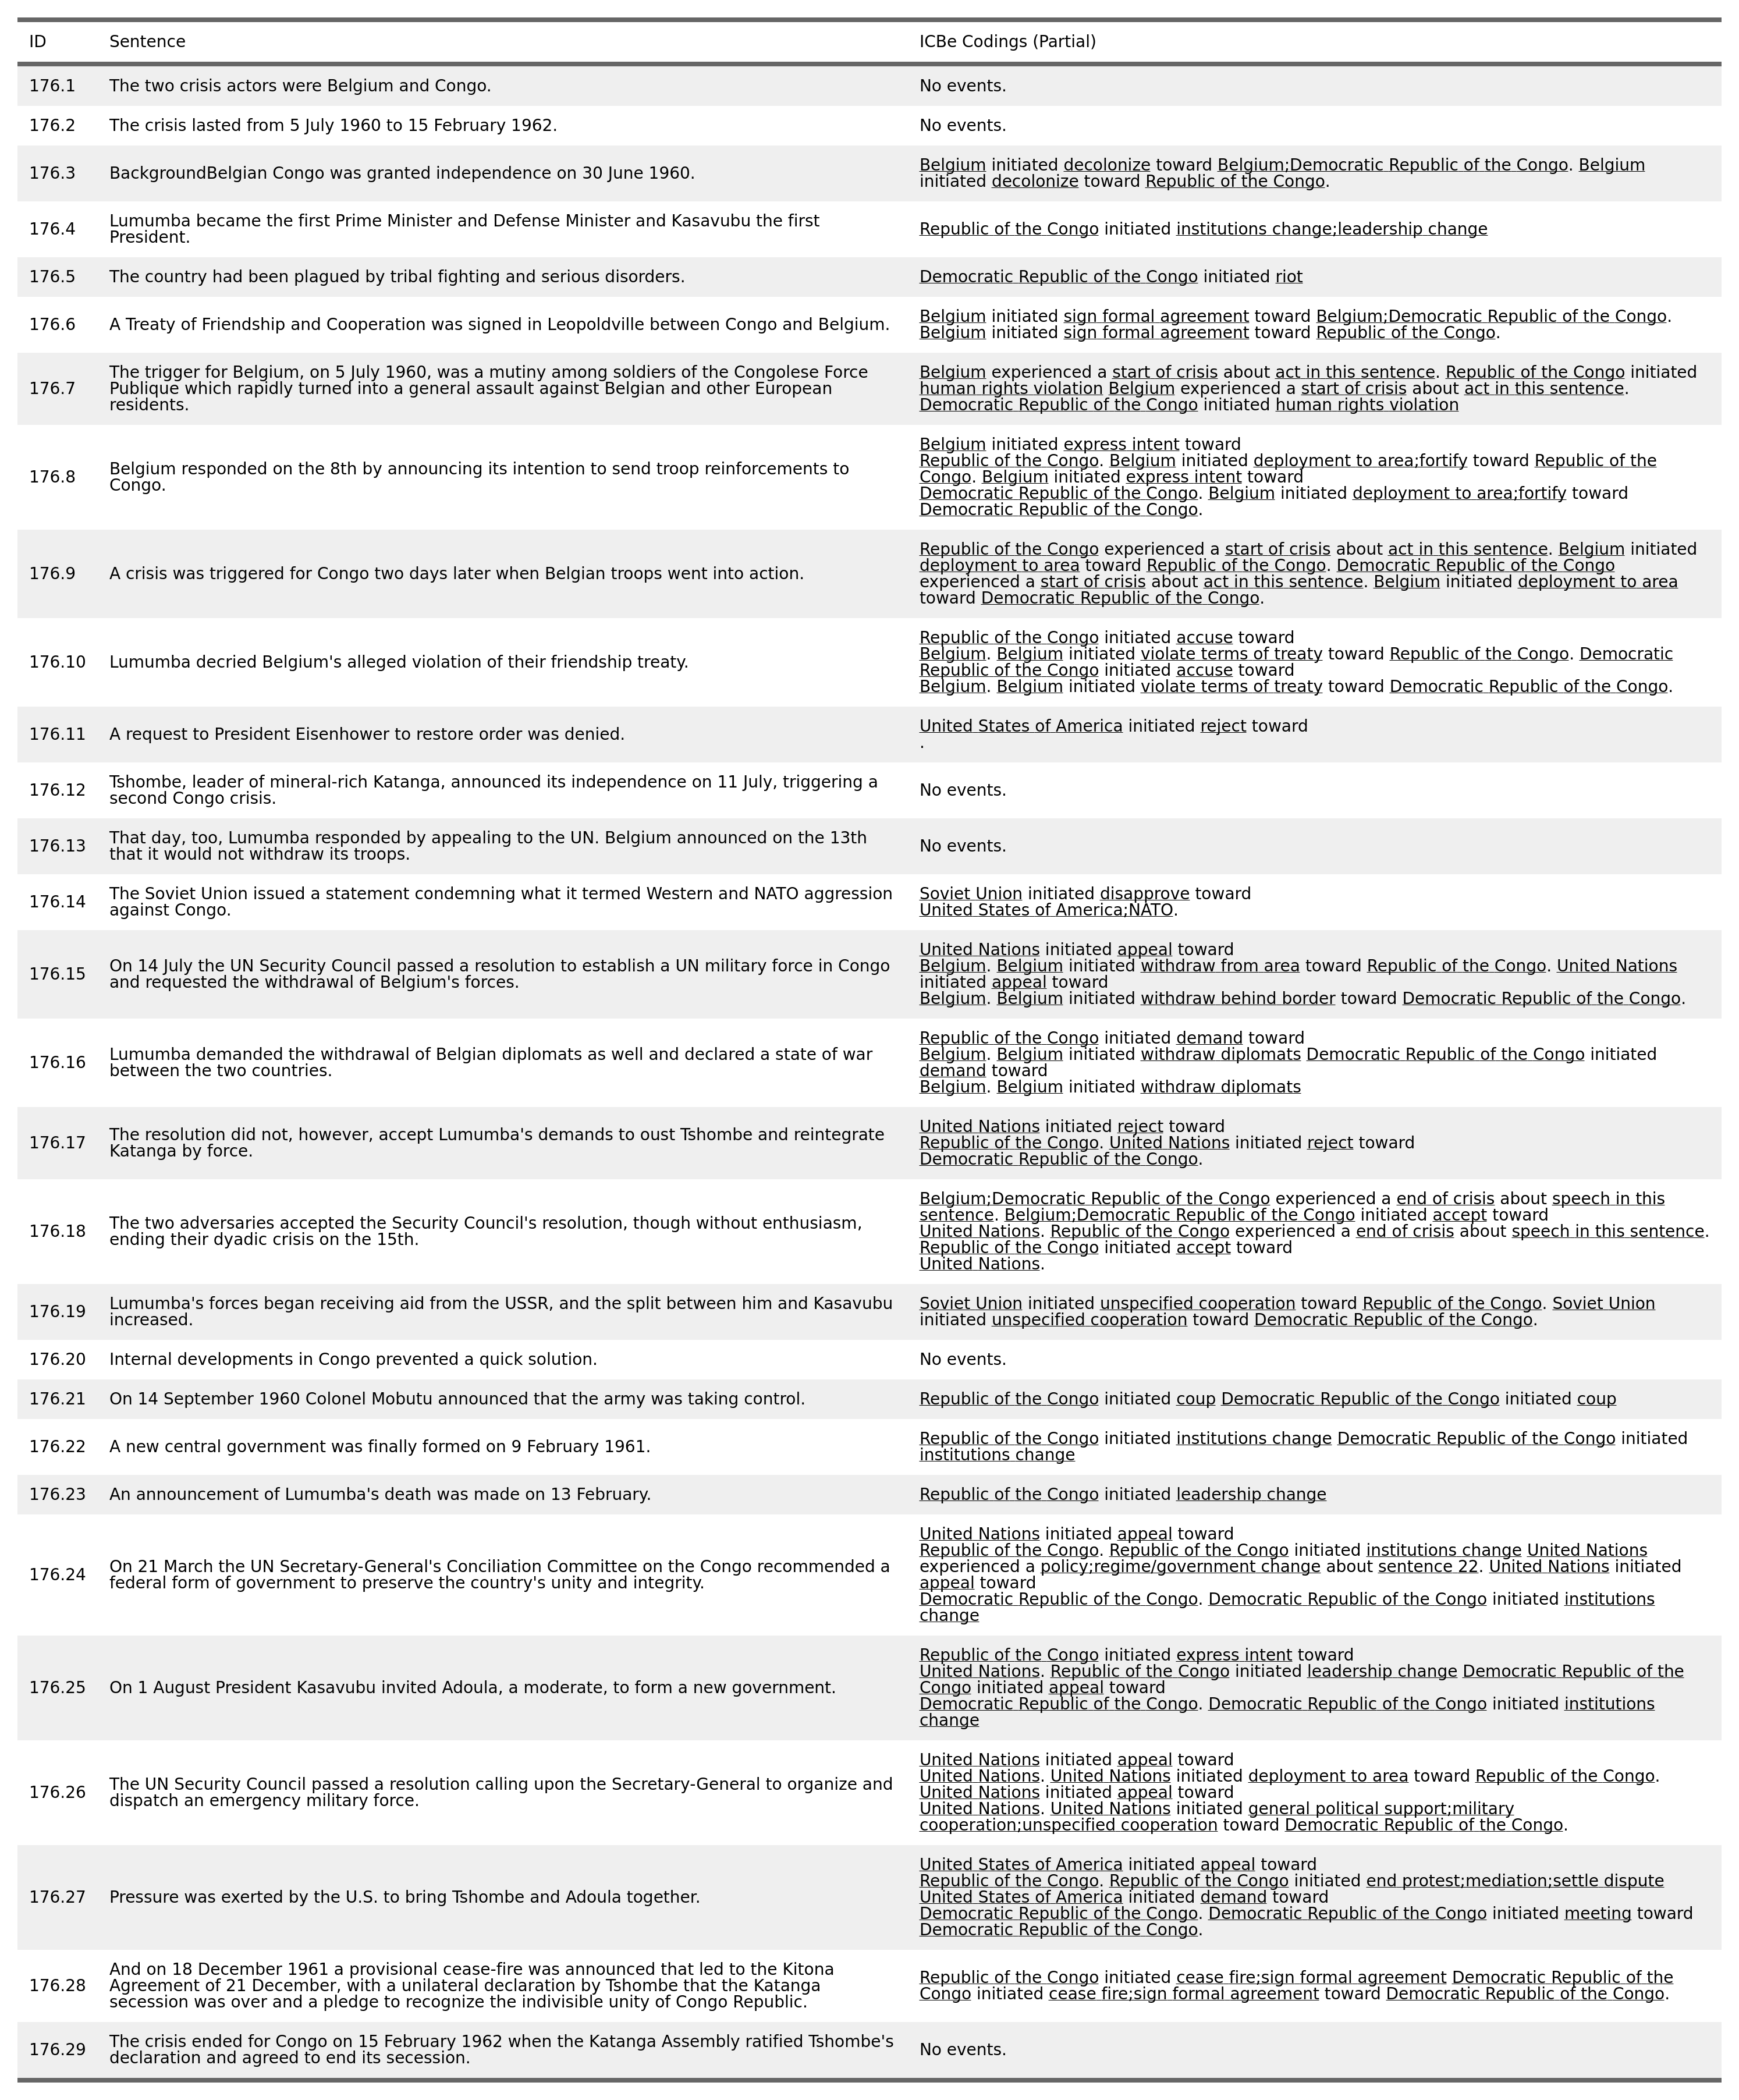 ID Sentence ICBe Codings (Partial)
176.1 The two crisis actors were Belgium and Congo. No events.
176.2 The crisis lasted from 5 July 1960 to 15 February 1962. No events.
176.3 BackgroundBelgian Congo was granted independence on 30 June 1960.
Belgium initiated decolonize toward Belgium;Democratic Republic of the Congo. Belgium
initiated decolonize toward Republic of the Congo.
176.4
Lumumba became the first Prime Minister and Defense Minister and Kasavubu the first
President.
Republic of the Congo initiated institutions change;leadership change
176.5 The country had been plagued by tribal fighting and serious disorders. Democratic Republic of the Congo initiated riot
176.6 A Treaty of Friendship and Cooperation was signed in Leopoldville between Congo and Belgium.
Belgium initiated sign formal agreement toward Belgium;Democratic Republic of the Congo.
Belgium initiated sign formal agreement toward Republic of the Congo.
176.7
The trigger for Belgium, on 5 July 1960, was a mutiny among soldiers of the Congolese Force
Publique which rapidly turned into a general assault against Belgian and other European
residents.
Belgium experienced a start of crisis about act in this sentence. Republic of the Congo initiated
human rights violation Belgium experienced a start of crisis about act in this sentence.
Democratic Republic of the Congo initiated human rights violation
176.8
Belgium responded on the 8th by announcing its intention to send troop reinforcements to
Congo.
Belgium initiated express intent toward
Republic of the Congo. Belgium initiated deployment to area;fortify toward Republic of the
Congo. Belgium initiated express intent toward
Democratic Republic of the Congo. Belgium initiated deployment to area;fortify toward
Democratic Republic of the Congo.
176.9 A crisis was triggered for Congo two days later when Belgian troops went into action.
Republic of the Congo experienced a start of crisis about act in this sentence. Belgium initiated
deployment to area toward Republic of the Congo. Democratic Republic of the Congo
experienced a start of crisis about act in this sentence. Belgium initiated deployment to area
toward Democratic Republic of the Congo.
176.10 Lumumba decried Belgium's alleged violation of their friendship treaty.
Republic of the Congo initiated accuse toward
Belgium. Belgium initiated violate terms of treaty toward Republic of the Congo. Democratic
Republic of the Congo initiated accuse toward
Belgium. Belgium initiated violate terms of treaty toward Democratic Republic of the Congo.
176.11 A request to President Eisenhower to restore order was denied.
United States of America initiated reject toward
.
176.12
Tshombe, leader of mineral-rich Katanga, announced its independence on 11 July, triggering a
second Congo crisis.
No events.
176.13
That day, too, Lumumba responded by appealing to the UN. Belgium announced on the 13th
that it would not withdraw its troops.
No events.
176.14
The Soviet Union issued a statement condemning what it termed Western and NATO aggression
against Congo.
Soviet Union initiated disapprove toward
United States of America;NATO.
176.15
On 14 July the UN Security Council passed a resolution to establish a UN military force in Congo
and requested the withdrawal of Belgium's forces.
United Nations initiated appeal toward
Belgium. Belgium initiated withdraw from area toward Republic of the Congo. United Nations
initiated appeal toward
Belgium. Belgium initiated withdraw behind border toward Democratic Republic of the Congo.
176.16
Lumumba demanded the withdrawal of Belgian diplomats as well and declared a state of war
between the two countries.
Republic of the Congo initiated demand toward
Belgium. Belgium initiated withdraw diplomats Democratic Republic of the Congo initiated
demand toward
Belgium. Belgium initiated withdraw diplomats
176.17
The resolution did not, however, accept Lumumba's demands to oust Tshombe and reintegrate
Katanga by force.
United Nations initiated reject toward
Republic of the Congo. United Nations initiated reject toward
Democratic Republic of the Congo.
176.18
The two adversaries accepted the Security Council's resolution, though without enthusiasm,
ending their dyadic crisis on the 15th.
Belgium;Democratic Republic of the Congo experienced a end of crisis about speech in this
sentence. Belgium;Democratic Republic of the Congo initiated accept toward
United Nations. Republic of the Congo experienced a end of crisis about speech in this sentence.
Republic of the Congo initiated accept toward
United Nations.
176.19
Lumumba's forces began receiving aid from the USSR, and the split between him and Kasavubu
increased.
Soviet Union initiated unspecified cooperation toward Republic of the Congo. Soviet Union
initiated unspecified cooperation toward Democratic Republic of the Congo.
176.20 Internal developments in Congo prevented a quick solution. No events.
176.21 On 14 September 1960 Colonel Mobutu announced that the army was taking control. Republic of the Congo initiated coup Democratic Republic of the Congo initiated coup
176.22 A new central government was finally formed on 9 February 1961.
Republic of the Congo initiated institutions change Democratic Republic of the Congo initiated
institutions change
176.23 An announcement of Lumumba's death was made on 13 February. Republic of the Congo initiated leadership change
176.24
On 21 March the UN Secretary-General's Conciliation Committee on the Congo recommended a
federal form of government to preserve the country's unity and integrity.
United Nations initiated appeal toward
Republic of the Congo. Republic of the Congo initiated institutions change United Nations
experienced a policy;regime/government change about sentence 22. United Nations initiated
appeal toward
Democratic Republic of the Congo. Democratic Republic of the Congo initiated institutions
change
176.25 On 1 August President Kasavubu invited Adoula, a moderate, to form a new government.
Republic of the Congo initiated express intent toward
United Nations. Republic of the Congo initiated leadership change Democratic Republic of the
Congo initiated appeal toward
Democratic Republic of the Congo. Democratic Republic of the Congo initiated institutions
change
176.26
The UN Security Council passed a resolution calling upon the Secretary-General to organize and
dispatch an emergency military force.
United Nations initiated appeal toward
United Nations. United Nations initiated deployment to area toward Republic of the Congo.
United Nations initiated appeal toward
United Nations. United Nations initiated general political support;military
cooperation;unspecified cooperation toward Democratic Republic of the Congo.
176.27 Pressure was exerted by the U.S. to bring Tshombe and Adoula together.
United States of America initiated appeal toward
Republic of the Congo. Republic of the Congo initiated end protest;mediation;settle dispute
United States of America initiated demand toward
Democratic Republic of the Congo. Democratic Republic of the Congo initiated meeting toward
Democratic Republic of the Congo.
176.28
And on 18 December 1961 a provisional cease-fire was announced that led to the Kitona
Agreement of 21 December, with a unilateral declaration by Tshombe that the Katanga
secession was over and a pledge to recognize the indivisible unity of Congo Republic.
Republic of the Congo initiated cease fire;sign formal agreement Democratic Republic of the
Congo initiated cease fire;sign formal agreement toward Democratic Republic of the Congo.
176.29
The crisis ended for Congo on 15 February 1962 when the Katanga Assembly ratified Tshombe's
declaration and agreed to end its secession.
No events.